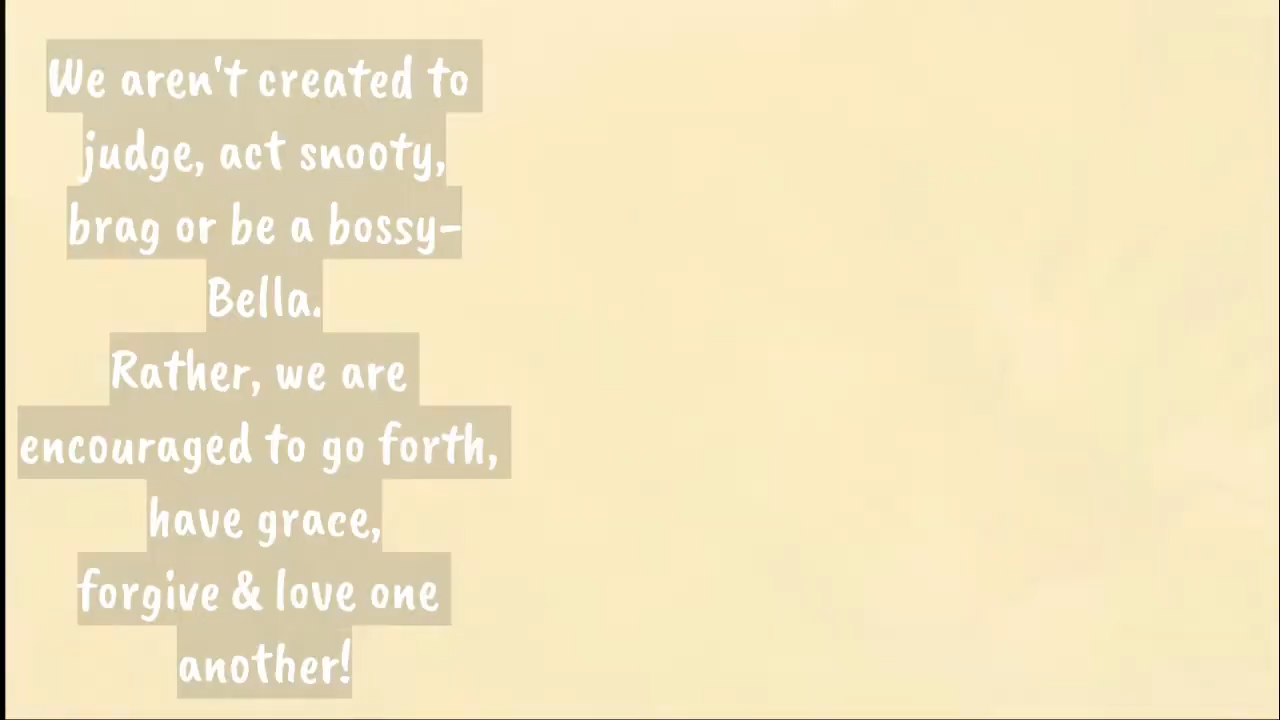 We aren't created to
judge, act snooty,
brag or be a bossy-
Bella.
Rather, we are
encouraged to go forth,
have grace,
forgive & love one
another!